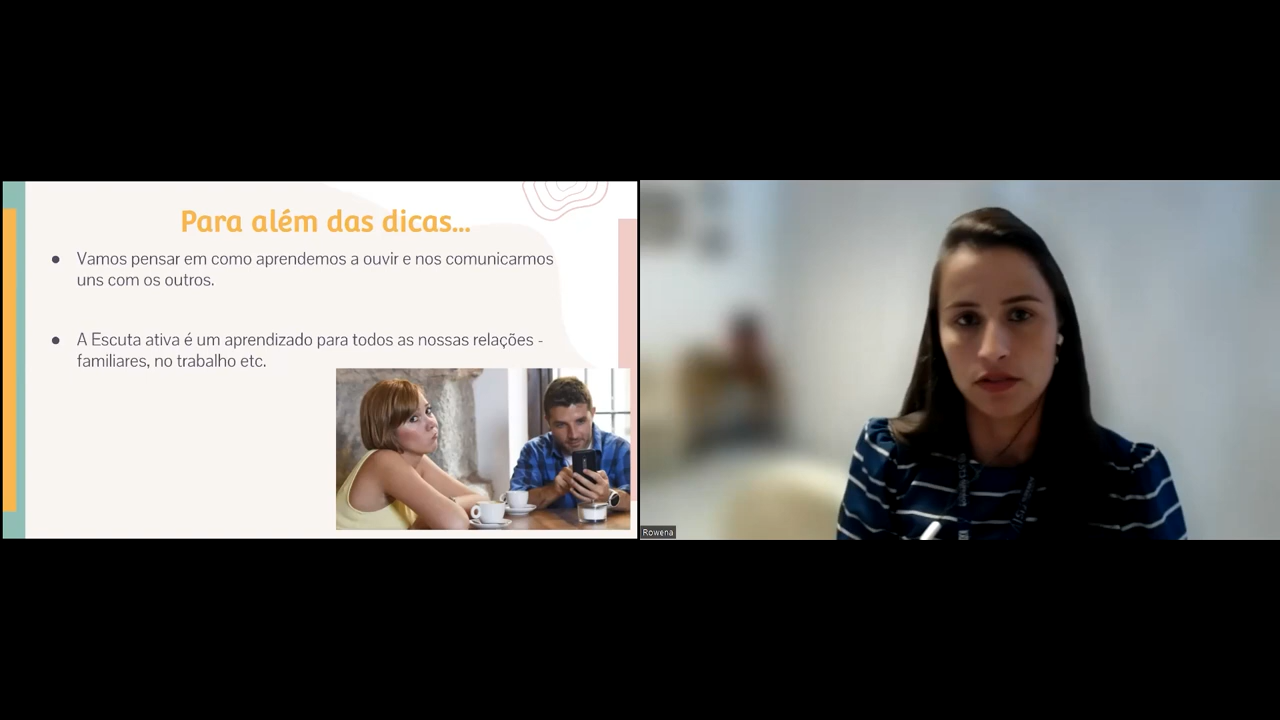 Para além das dicas...
● Vamos pensar em como aprendemos a ouvir e nos comunicarmos
uns com os outros.
● A Escuta ativa é um aprendizado para todos as nossas relações -
familiares, no trabalho etc.
Rowena